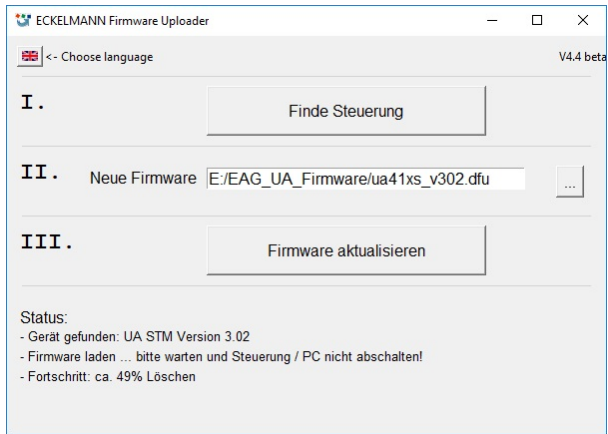 ECKELMANN Firmware Uploader
<- Choose language V4.4 beta
I. Finde Steuerung
II. Neue Firmware E:/EAG_UA_Firmware/ua41xs_v302.dfu ...
III. Firmware aktualisieren
Status:
- Gerät gefunden: UA STM Version 3.02
- Firmware laden ... bitte warten und Steuerung / PC nicht abschalten!
- Fortschritt: ca. 49% Löschen